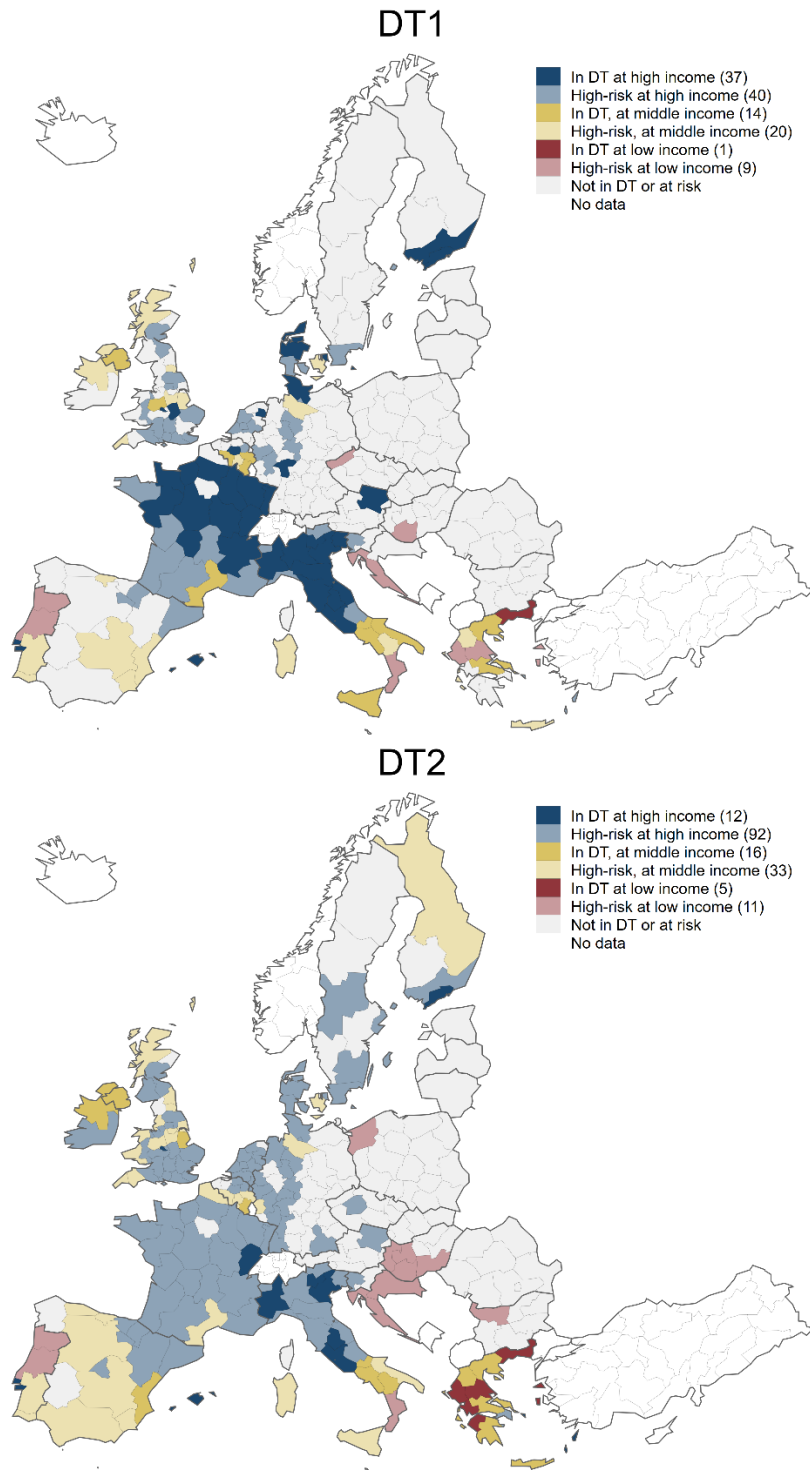 DT1
In DT at high income (37)
High-risk at high income (40)
In DT, at middle income (14)
High-risk, at middle income (20)
In DT at low income (1)
High-risk at low income (9)
Not in DT or at risk
No data
DT2
In DT at high income (12)
High-risk at high income (92)
In DT, at middle income (16)
High-risk, at middle income (33)
In DT at low income (5)
High-risk at low income (11)
Not in DT or at risk
No data